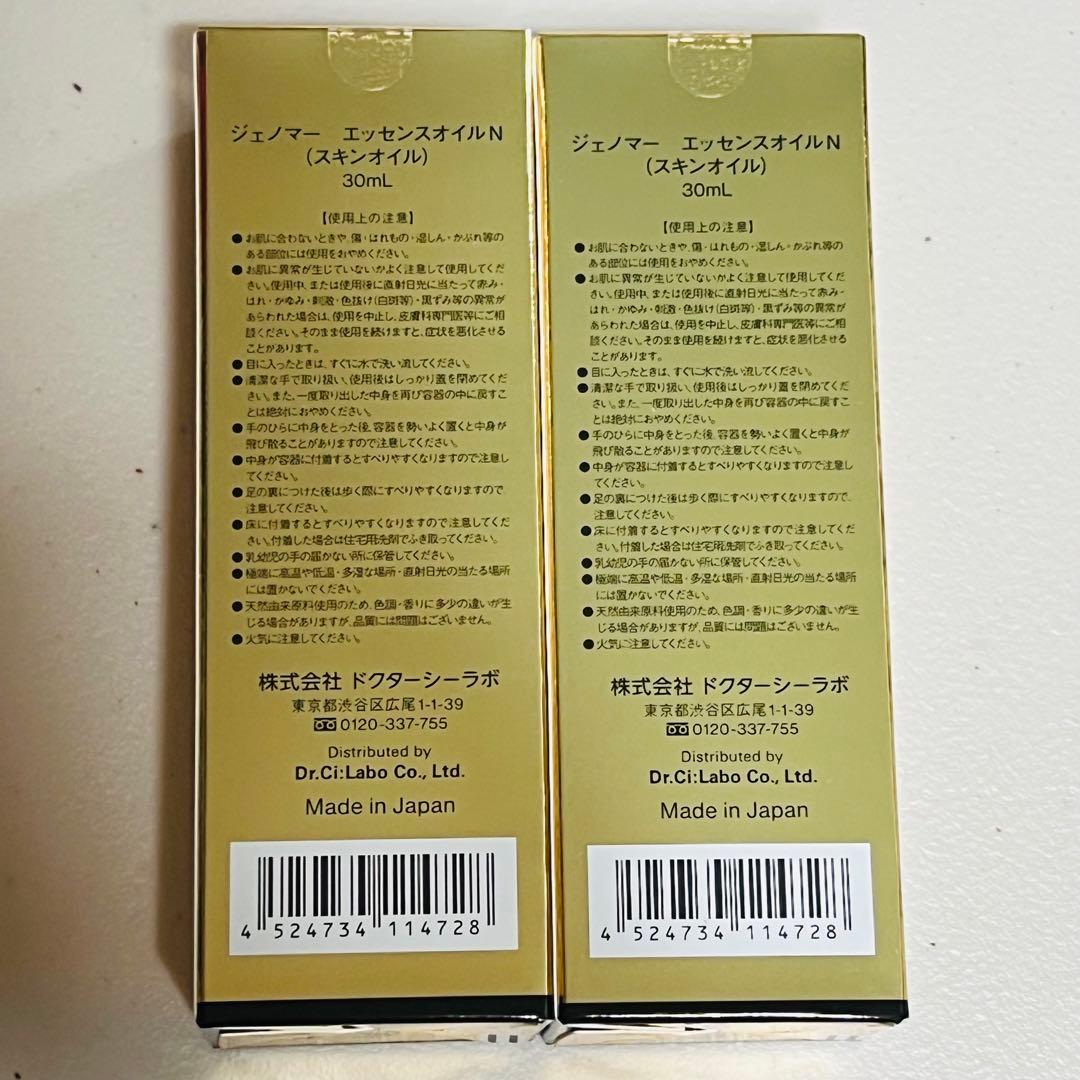 ジェノマー　エッセンスオイルN
(スキンオイル)
30mL
【使用上の注意】
●お肌に合わないときや、傷・はれもの・湿しん・かぶれ等の
ある部位には使用をおやめください。
●お肌に異常が生じていないかよく注意して使用してくだ
さい。使用中、または使用後に直射日光に当たって赤み・
はれ・かゆみ・刺激・色抜け(白斑等)・黒ずみ等の異常が
あらわれた場合は、使用を中止し、皮膚科専門医等にご相
談ください。そのまま使用を続けますと、症状を悪化させる
ことがあります。
●目に入ったときは、すぐに水で洗い流してください。
●清潔な手で取り扱い、使用後はしっかり蓋を閉めてくだ
さい。また、一度取り出した中身を再び容器の中に戻すこ
とは絶対におやめください。
●手のひらに中身をとった後、容器を勢いよく置くと中身が
飛び散ることがありますので注意してください。
●中身が容器に付着するとすべりやすくなりますので注意し
てください。
●足の裏につけた後は歩く際にすべりやすくなりますので、
注意してください。
●床に付着するとすべりやすくなりますので注意してくだ
さい。付着した場合は住宅用洗剤でふき取ってください。
●乳幼児の手の届かない所に保管してください。
●極端に高温や低温・多湿な場所・直射日光の当たる場所
には置かないでください。
●天然由来原料使用のため、色調・香りに多少の違いが生
じる場合がありますが、品質には問題はございません。
●火気に注意してください。
株式会社 ドクターシーラボ
東京都渋谷区広尾1-1-39
0120-337-755
Distributed by
Dr.Ci:Labo Co., Ltd.
Made in Japan
4 524734 114728
ジェノマー　エッセンスオイルN
(スキンオイル)
30mL
【使用上の注意】
●お肌に合わないときや、傷・はれもの・湿しん・かぶれ等の
ある部位には使用をおやめください。
●お肌に異常が生じていないかよく注意して使用してくだ
さい。使用中、または使用後に直射日光に当たって赤み・
はれ・かゆみ・刺激・色抜け(白斑等)・黒ずみ等の異常が
あらわれた場合は、使用を中止し、皮膚科専門医等にご相
談ください。そのまま使用を続けますと、症状を悪化させる
ことがあります。
●目に入ったときは、すぐに水で洗い流してください。
●清潔な手で取り扱い、使用後はしっかり蓋を閉めてくだ
さい。また、一度取り出した中身を再び容器の中に戻すこ
とは絶対におやめください。
●手のひらに中身をとった後、容器を勢いよく置くと中身が
飛び散ることがありますので注意してください。
●中身が容器に付着するとすべりやすくなりますので注意し
てください。
●足の裏につけた後は歩く際にすべりやすくなりますので、
注意してください。
●床に付着するとすべりやすくなりますので注意してくだ
さい。付着した場合は住宅用洗剤でふき取ってください。
●乳幼児の手の届かない所に保管してください。
●極端に高温や低温・多湿な場所・直射日光の当たる場所
には置かないでください。
●天然由来原料使用のため、色調・香りに多少の違いが生
じる場合がありますが、品質には問題はございません。
●火気に注意してください。
株式会社 ドクターシーラボ
東京都渋谷区広尾1-1-39
0120-337-755
Distributed by
Dr.Ci:Labo Co., Ltd.
Made in Japan
4 524734 114728